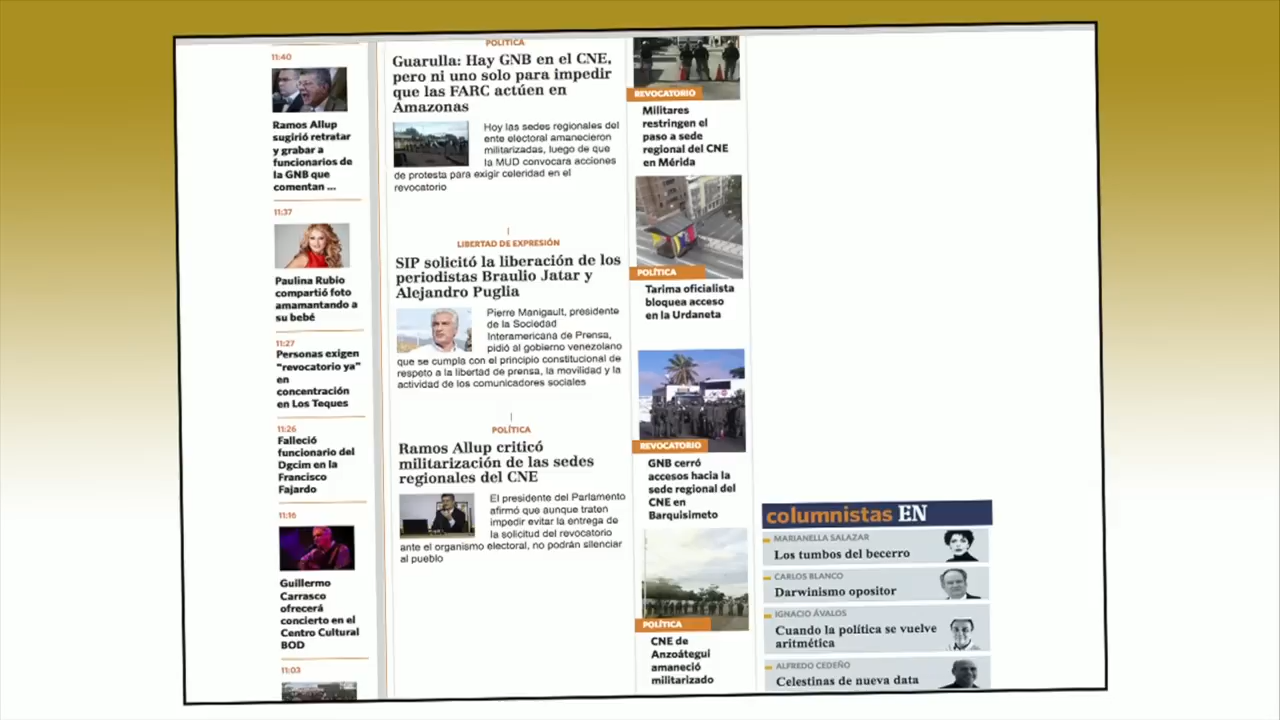 11:40
Ramos Allup
sugirió retratar
y grabar a
funcionarios de
la GNB que
comentan ...
11:37
Paulina Rubio
compartió foto
amamantando a
su bebé
11:27
Personas exigen
"revocatorio ya"
en
concentración
en Los Teques
11:26
Falleció
funcionario del
Dgcim en la
Francisco
Fajardo
11:16
Guillermo
Carrasco
ofrecerá
concierto en el
Centro Cultural
BOD
11:03
POLÍTICA
Guarulla: Hay GNB en el CNE,
pero ni uno solo para impedir
que las FARC actúen en
Amazonas
Hoy las sedes regionales del
ente electoral amanecieron
militarizadas, luego de que
la MUD convocara acciones
de protesta para exigir celeridad en el
revocatorio
LIBERTAD DE EXPRESIÓN
SIP solicitó la liberación de los
periodistas Braulio Jatar y
Alejandro Puglia
Pierre Manigault, presidente
de la Sociedad
Interamericana de Prensa,
pidió al gobierno venezolano
que se cumpla con el principio constitucional de
respeto a la libertad de prensa, la movilidad y la
actividad de los comunicadores sociales
POLÍTICA
Ramos Allup criticó
militarización de las sedes
regionales del CNE
El presidente del Parlamento
afirmó que aunque traten
impedir evitar la entrega de
la solicitud del revocatorio
ante el organismo electoral, no podrán silenciar
al pueblo
REVOCATORIO
Militares
restringen el
paso a sede
regional del CNE
en Mérida
POLÍTICA
Tarima oficialista
bloquea acceso
en la Urdaneta
REVOCATORIO
GNB cerró
accesos hacia la
sede regional del
CNE en
Barquisimeto
POLÍTICA
CNE de
Anzoátegui
amaneció
militarizado
columnistas EN
MARIANELLA SALAZAR
Los tumbos del becerro
CARLOS BLANCO
Darwinismo opositor
IGNACIO ÁVALOS
Cuando la política se vuelve
aritmética
ALFREDO CEDEÑO
Celestinas de nueva data